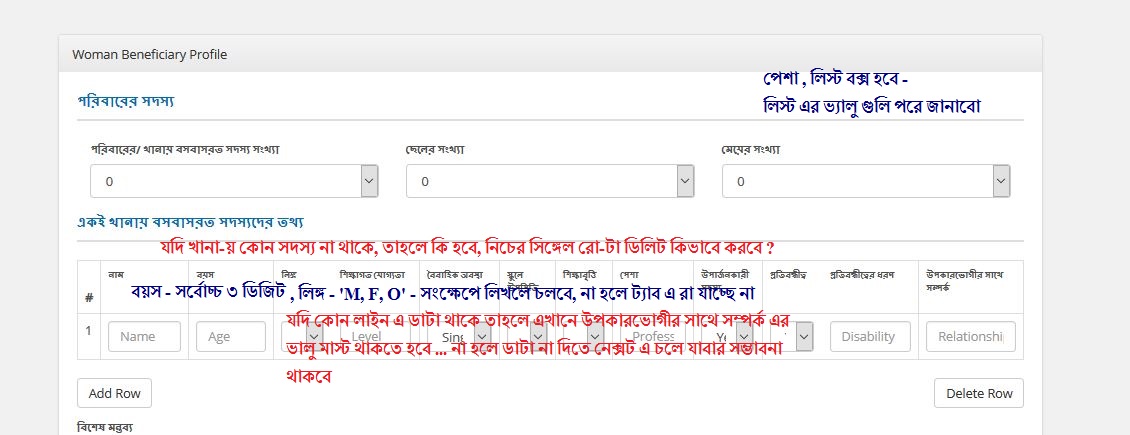 Woman Beneficiary Profile
পেশা , লিস্ট বক্স হবে -
পরিবারের সদস্য
লিস্ট এর ভ্যালু গুলি পরে জানাবো
পরিবারের/ খানায় বসবাসরত সদস্য সংখ্যা ছেলের সংখ্যা মেয়ের সংখ্যা
0 0 0
একই খানায় বসবাসরত সদস্যদের তথ্য
যদি খানা-য় কোন সদস্য না থাকে, তাহলে কি হবে, নিচের সিঙ্গেল রো-টা ডিলিট কিভাবে করবে ?
# নাম বয়স লিঙ্গ শিক্ষাগত যোগ্যতা বৈবাহিক অবস্থা স্কুলে শিক্ষাবৃত্তি পেশা উপার্জনকারী প্রতিবন্ধীত্ব প্রতিবন্ধীত্বের ধরণ উপকারভোগীর সাথে সম্পর্ক
বয়স - সর্বোচ্চ ৩ ডিজিট , লিঙ্গ - 'M, F, O' - সংক্ষেপে লিখলে চলবে, না হলে ট্যাব এ রা যাচ্ছে না
যদি কোন লাইন এ ডাটা থাকে তাহলে এখানে উপকারভোগীর সাথে সম্পর্ক এর
1 Name Age Level Profess Disability Relationshi
ভালু মাস্ট থাকতে হবে ... না হলে ডাটা না দিতে নেক্সট এ চলে যাবার সম্ভাবনা
থাকবে
Add Row Delete Row
বিশেষ মন্তব্য